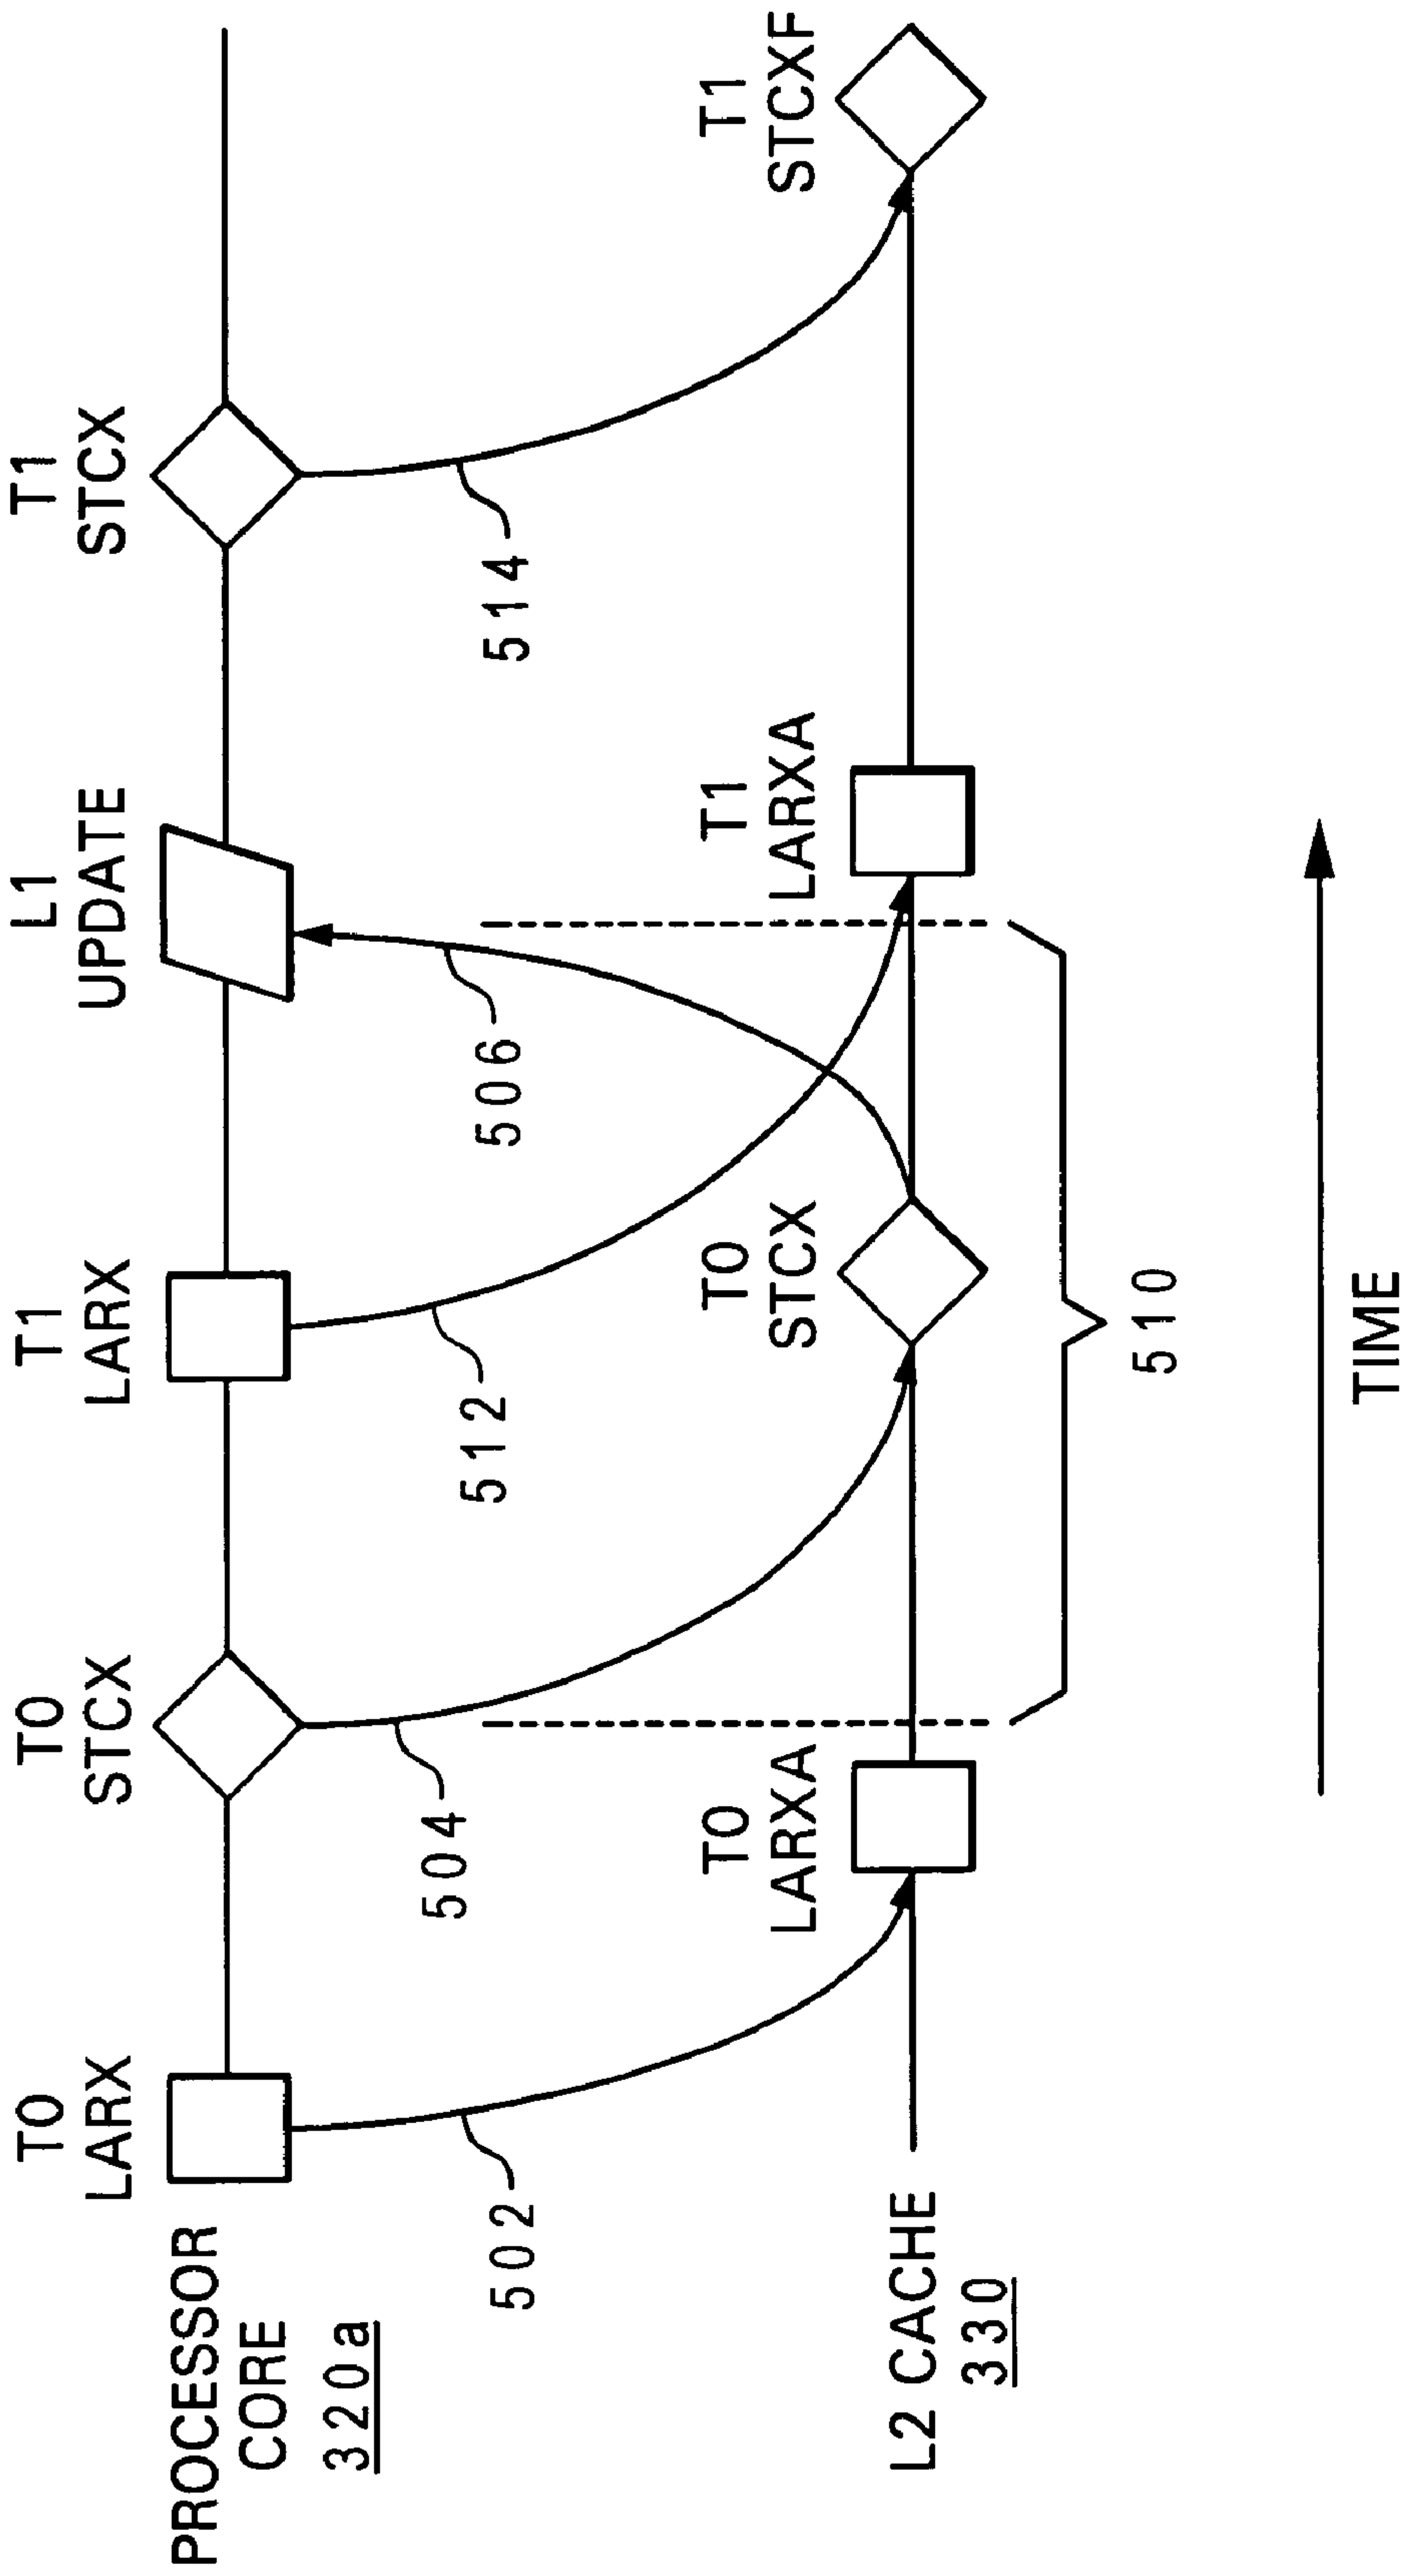 PROCESSOR
CORE
320a
T0
LARX
T0
STCX
T1
LARX
L1
UPDATE
T1
STCX
502
504
512
506
514
L2 CACHE
330
T0
LARXA
T0
STCX
T1
LARXA
T1
STCXF
510
TIME